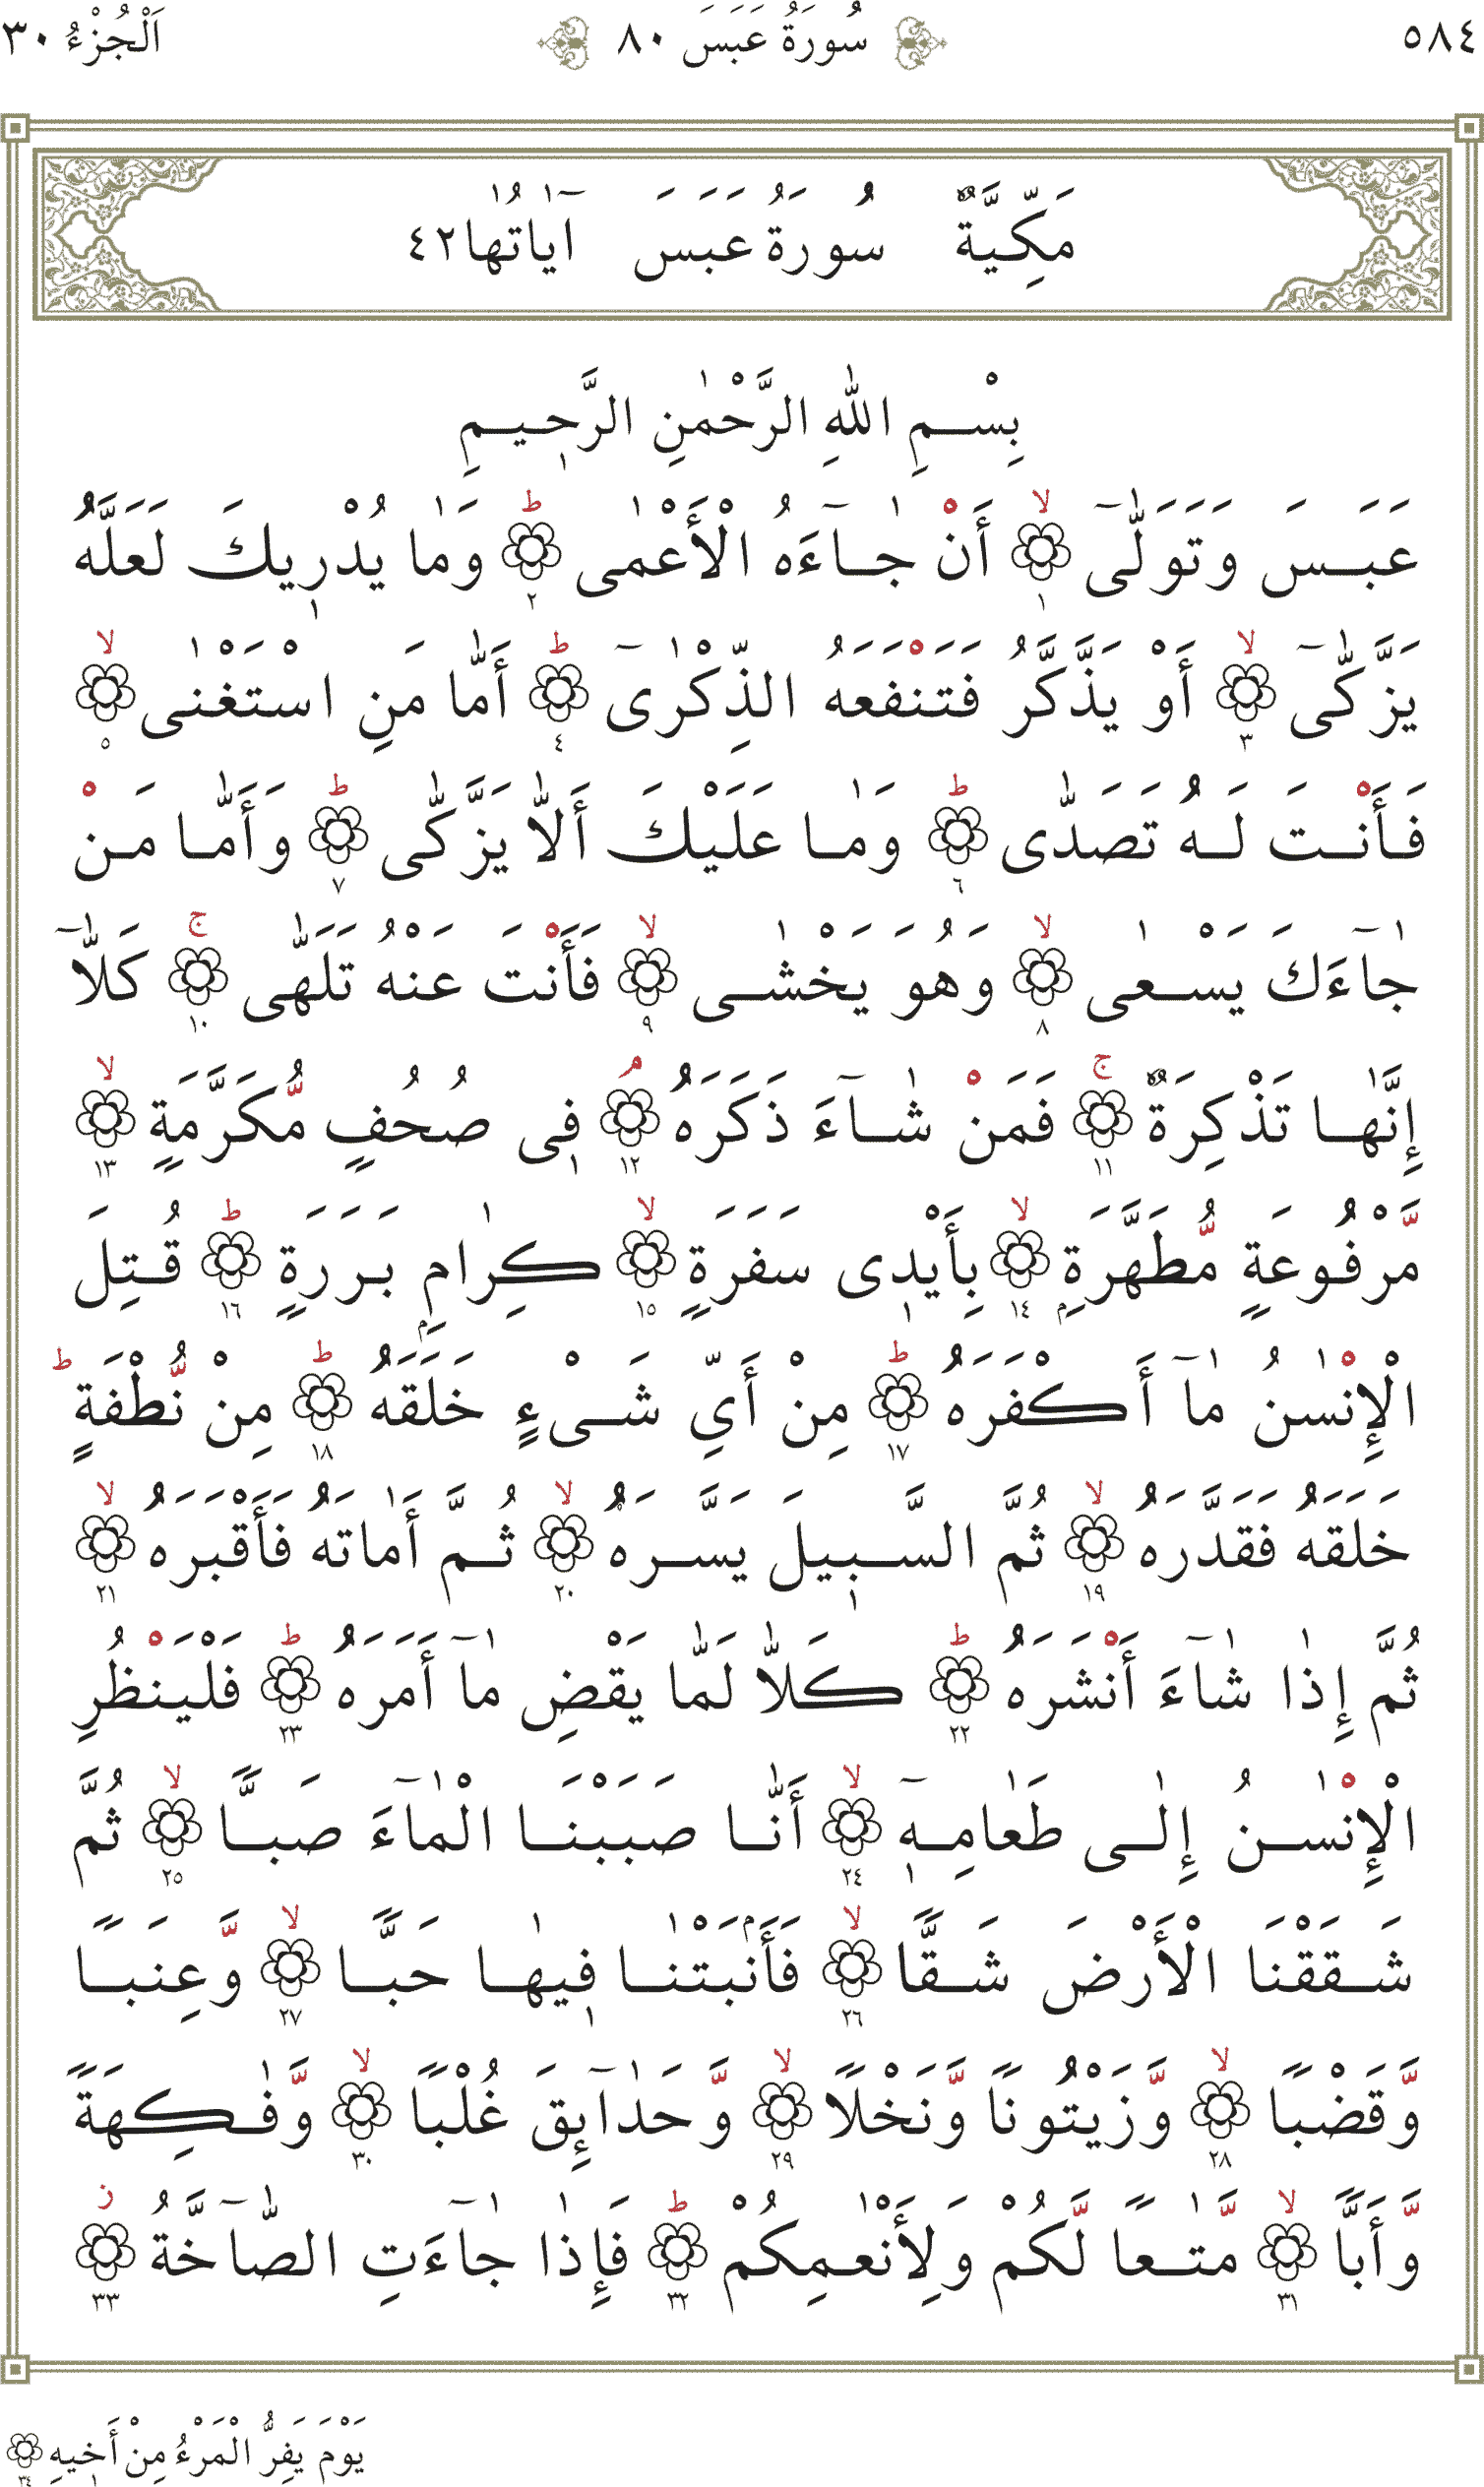 ٥٨٤ سُورَةُ عَبَسَ ٨٠ اَلْجُزْءُ ٣٠
مَكِّيَّةٌ سُورَةُ عَبَسَ آيَاتُهَا ٤٢
بِسْمِ اللّٰهِ الرَّحْمٰنِ الرَّحِيمِ
عَبَسَ وَتَوَلّٰىٓ ۙ ١ أَنْ جَآءَهُ الْأَعْمٰى ؕ ٢ وَمَا يُدْرِيكَ لَعَلَّهُ
يَزَّكّٰىٓ ۙ ٣ أَوْ يَذَّكَّرُ فَتَنْفَعَهُ الذِّكْرٰىٓ ؕ ٤ أَمَّا مَنِ اسْتَغْنٰى ۙ ٥
فَأَنْتَ لَهُ تَصَدّٰى ؕ ٦ وَمَا عَلَيْكَ أَلَّا يَزَّكّٰى ؕ ٧ وَأَمَّا مَنْ
جَآءَكَ يَسْعٰى ۙ ٨ وَهُوَ يَخْشٰى ۙ ٩ فَأَنْتَ عَنْهُ تَلَهّٰى ۚ ١٠ كَلَّآ
إِنَّهَا تَذْكِرَةٌ ۚ ١١ فَمَنْ شَآءَ ذَكَرَهُ ۘ ١٢ فِى صُحُفٍ مُّكَرَّمَةٍ ۙ ١٣
مَّرْفُوعَةٍ مُّطَهَّرَةٍۭ ۙ ١٤ بِأَيْدِى سَفَرَةٍ ۙ ١٥ كِرَامٍۭ بَرَرَةٍ ؕ ١٦ قُتِلَ
الْإِنْسٰنُ مَآ أَكْفَرَهُ ؕ ١٧ مِنْ أَىِّ شَىْءٍ خَلَقَهُ ؕ ١٨ مِنْ نُّطْفَةٍ ؕ
خَلَقَهُ فَقَدَّرَهُ ۙ ١٩ ثُمَّ السَّبِيلَ يَسَّرَهُ ۙ ٢٠ ثُمَّ أَمَاتَهُ فَأَقْبَرَهُ ۙ ٢١
ثُمَّ إِذَا شَآءَ أَنْشَرَهُ ؕ ٢٢ كَلَّا لَمَّا يَقْضِ مَآ أَمَرَهُ ؕ ٢٣ فَلْيَنْظُرِ
الْإِنْسٰنُ إِلٰى طَعَامِهِٓ ۙ ٢٤ أَنَّا صَبَبْنَا الْمَآءَ صَبًّا ۙ ٢٥ ثُمَّ
شَقَقْنَا الْأَرْضَ شَقًّا ۙ ٢٦ فَأَنْۢبَتْنَا فِيهَا حَبًّا ۙ ٢٧ وَّعِنَبًا
وَّقَضْبًا ۙ ٢٨ وَّزَيْتُونًا وَّنَخْلًا ۙ ٢٩ وَّحَدَآئِقَ غُلْبًا ۙ ٣٠ وَّفٰكِهَةً
وَّأَبًّا ۙ ٣١ مَّتٰعًا لَّكُمْ وَلِأَنْعٰمِكُمْ ؕ ٣٢ فَإِذَا جَآءَتِ الصَّآخَّةُ ز ٣٣
يَوْمَ يَفِرُّ الْمَرْءُ مِنْ أَخِيهِ ٣٤